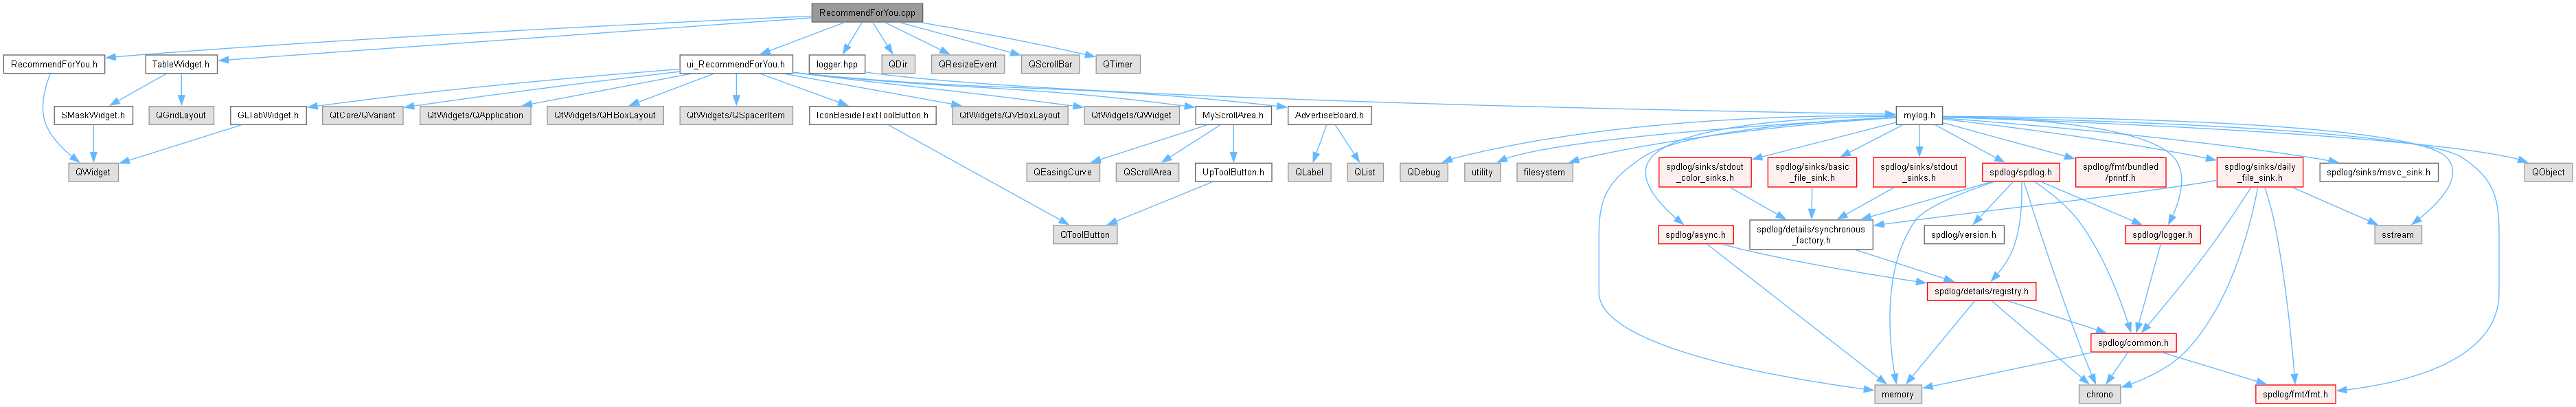 RecommendForYou.cpp
RecommendForYou.h
TableWidget.h
ui_RecommendForYou.h
logger.hpp
QDir
QResizeEvent
QScrollBar
QTimer
SMaskWidget.h
QGridLayout
GLTabWidget.h
QtCore/QVariant
QtWidgets/QApplication
QtWidgets/QHBoxLayout
QtWidgets/QSpacerItem
IconBesideTextToolButton.h
QtWidgets/QVBoxLayout
QtWidgets/QWidget
MyScrollArea.h
AdvertiseBoard.h
mylog.h
QWidget
QEasingCurve
QScrollArea
UpToolButton.h
QLabel
QList
QDebug
utility
filesystem
spdlog/sinks/stdout
_color_sinks.h
spdlog/sinks/basic
_file_sink.h
spdlog/sinks/stdout
_sinks.h
spdlog/spdlog.h
spdlog/fmt/bundled
/printf.h
spdlog/sinks/daily
_file_sink.h
spdlog/sinks/msvc_sink.h
QObject
QToolButton
spdlog/async.h
spdlog/details/synchronous
_factory.h
spdlog/version.h
spdlog/logger.h
sstream
spdlog/details/registry.h
spdlog/common.h
memory
chrono
spdlog/fmt/fmt.h